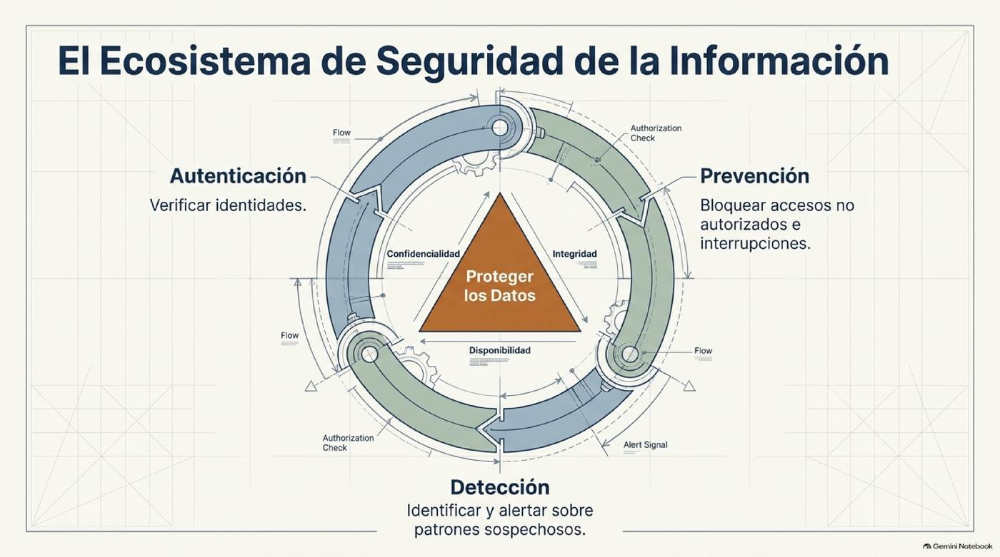 El Ecosistema de Seguridad de la Información
Flow
Authorization
Check
Autenticación
Verificar identidades.
Prevención
Bloquear accesos no
autorizados e
interrupciones.
Confidencialidad
Integridad
Proteger
los Datos
Disponibilidad
Flow
Flow
Authorization
Check
Alert Signal
Detección
Identificar y alertar sobre
patrones sospechosos.
Gemini Notebook